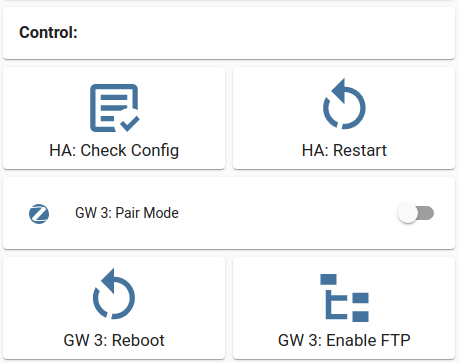 Control:
HA: Check Config
HA: Restart
GW 3: Pair Mode
GW 3: Reboot
GW 3: Enable FTP